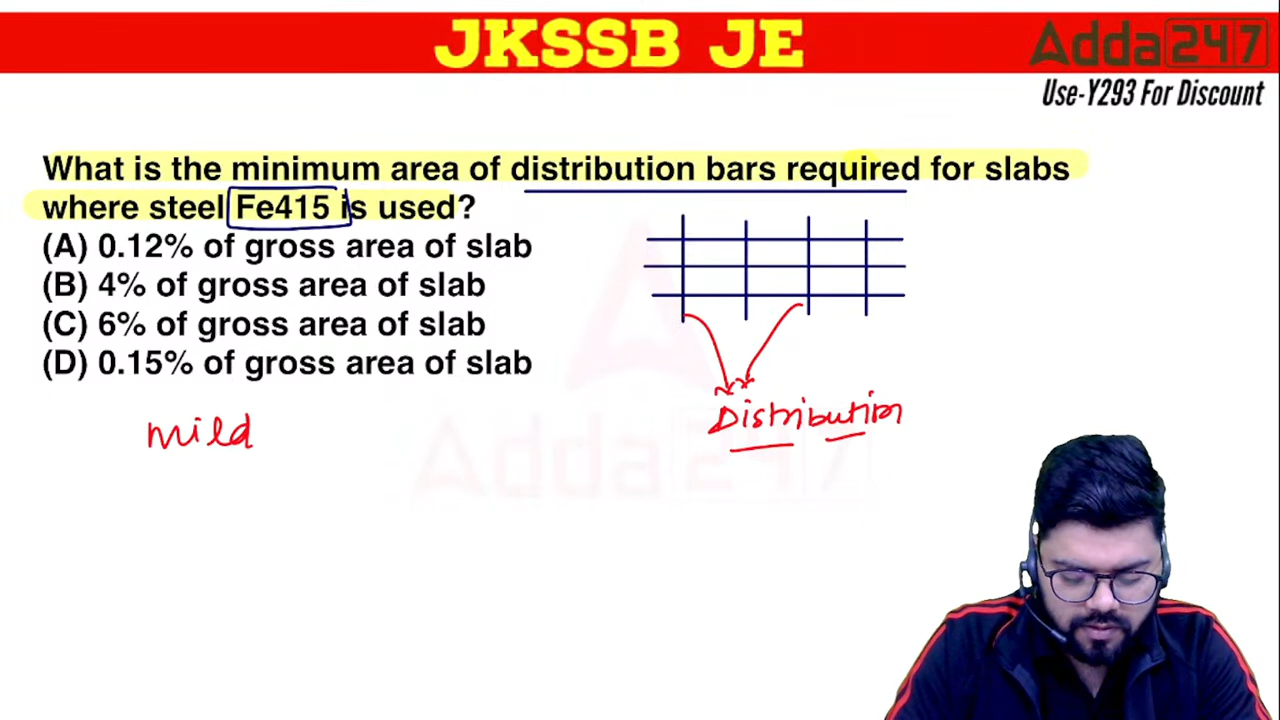 JKSSB JE
Adda247
Use-Y293 For Discount
What is the minimum area of distribution bars required for slabs
where steel Fe415 is used?
(A) 0.12% of gross area of slab
(B) 4% of gross area of slab
(C) 6% of gross area of slab
(D) 0.15% of gross area of slab
Distribution
mild
Adda247